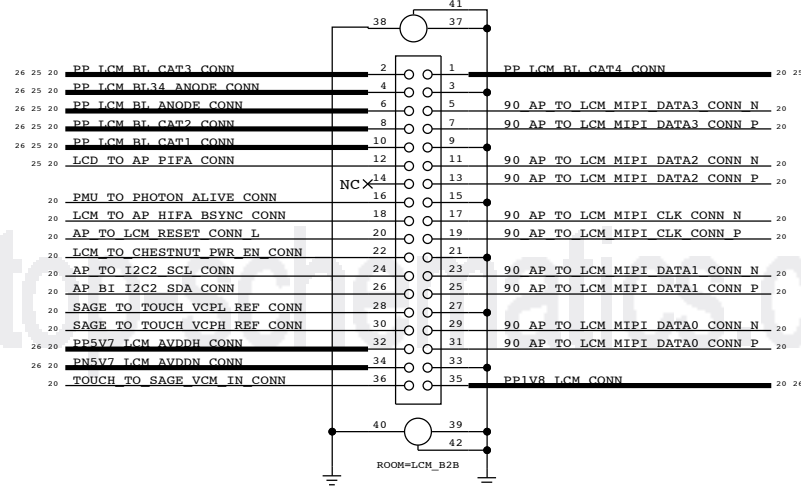 41
38 37
26 25 20 PP_LCM_BL_CAT3_CONN 2 1 PP_LCM_BL_CAT4_CONN 20 25
PP_LCM_BL34_ANODE_CONN 4 3
26 25 20 PP_LCM_BL_ANODE_CONN 6 5 90_AP_TO_LCM_MIPI_DATA3_CONN_N 20
26 25 20 PP_LCM_BL_CAT2_CONN 8 7 90_AP_TO_LCM_MIPI_DATA3_CONN_P 20
26 25 20 PP_LCM_BL_CAT1_CONN 10 9
25 20 LCD_TO_AP_PIFA_CONN 12 11 90_AP_TO_LCM_MIPI_DATA2_CONN_N 20
NC 14 13 90_AP_TO_LCM_MIPI_DATA2_CONN_P 20
20 PMU_TO_PHOTON_ALIVE_CONN 16 15
20 LCM_TO_AP_HIFA_BSYNC_CONN 18 17 90_AP_TO_LCM_MIPI_CLK_CONN_N 20
20 AP_TO_LCM_RESET_CONN_L 20 19 90_AP_TO_LCM_MIPI_CLK_CONN_P 20
20 LCM_TO_CHESTNUT_PWR_EN_CONN 22 21
20 AP_TO_I2C2_SCL_CONN 24 23 90_AP_TO_LCM_MIPI_DATA1_CONN_N 20
20 AP_BI_I2C2_SDA_CONN 26 25 90_AP_TO_LCM_MIPI_DATA1_CONN_P 20
20 SAGE_TO_TOUCH_VCPL_REF_CONN 28 27
20 SAGE_TO_TOUCH_VCPH_REF_CONN 30 29 90_AP_TO_LCM_MIPI_DATA0_CONN_N 20
26 20 PP5V7_LCM_AVDDH_CONN 32 31 90_AP_TO_LCM_MIPI_DATA0_CONN_P 20
26 20 PN5V7_LCM_AVDDN_CONN 34 33
20 TOUCH_TO_SAGE_VCM_IN_CONN 36 35 PP1V8_LCM_CONN 20 26
40 39
42
ROOM=LCM_B2B
top-schematics.c